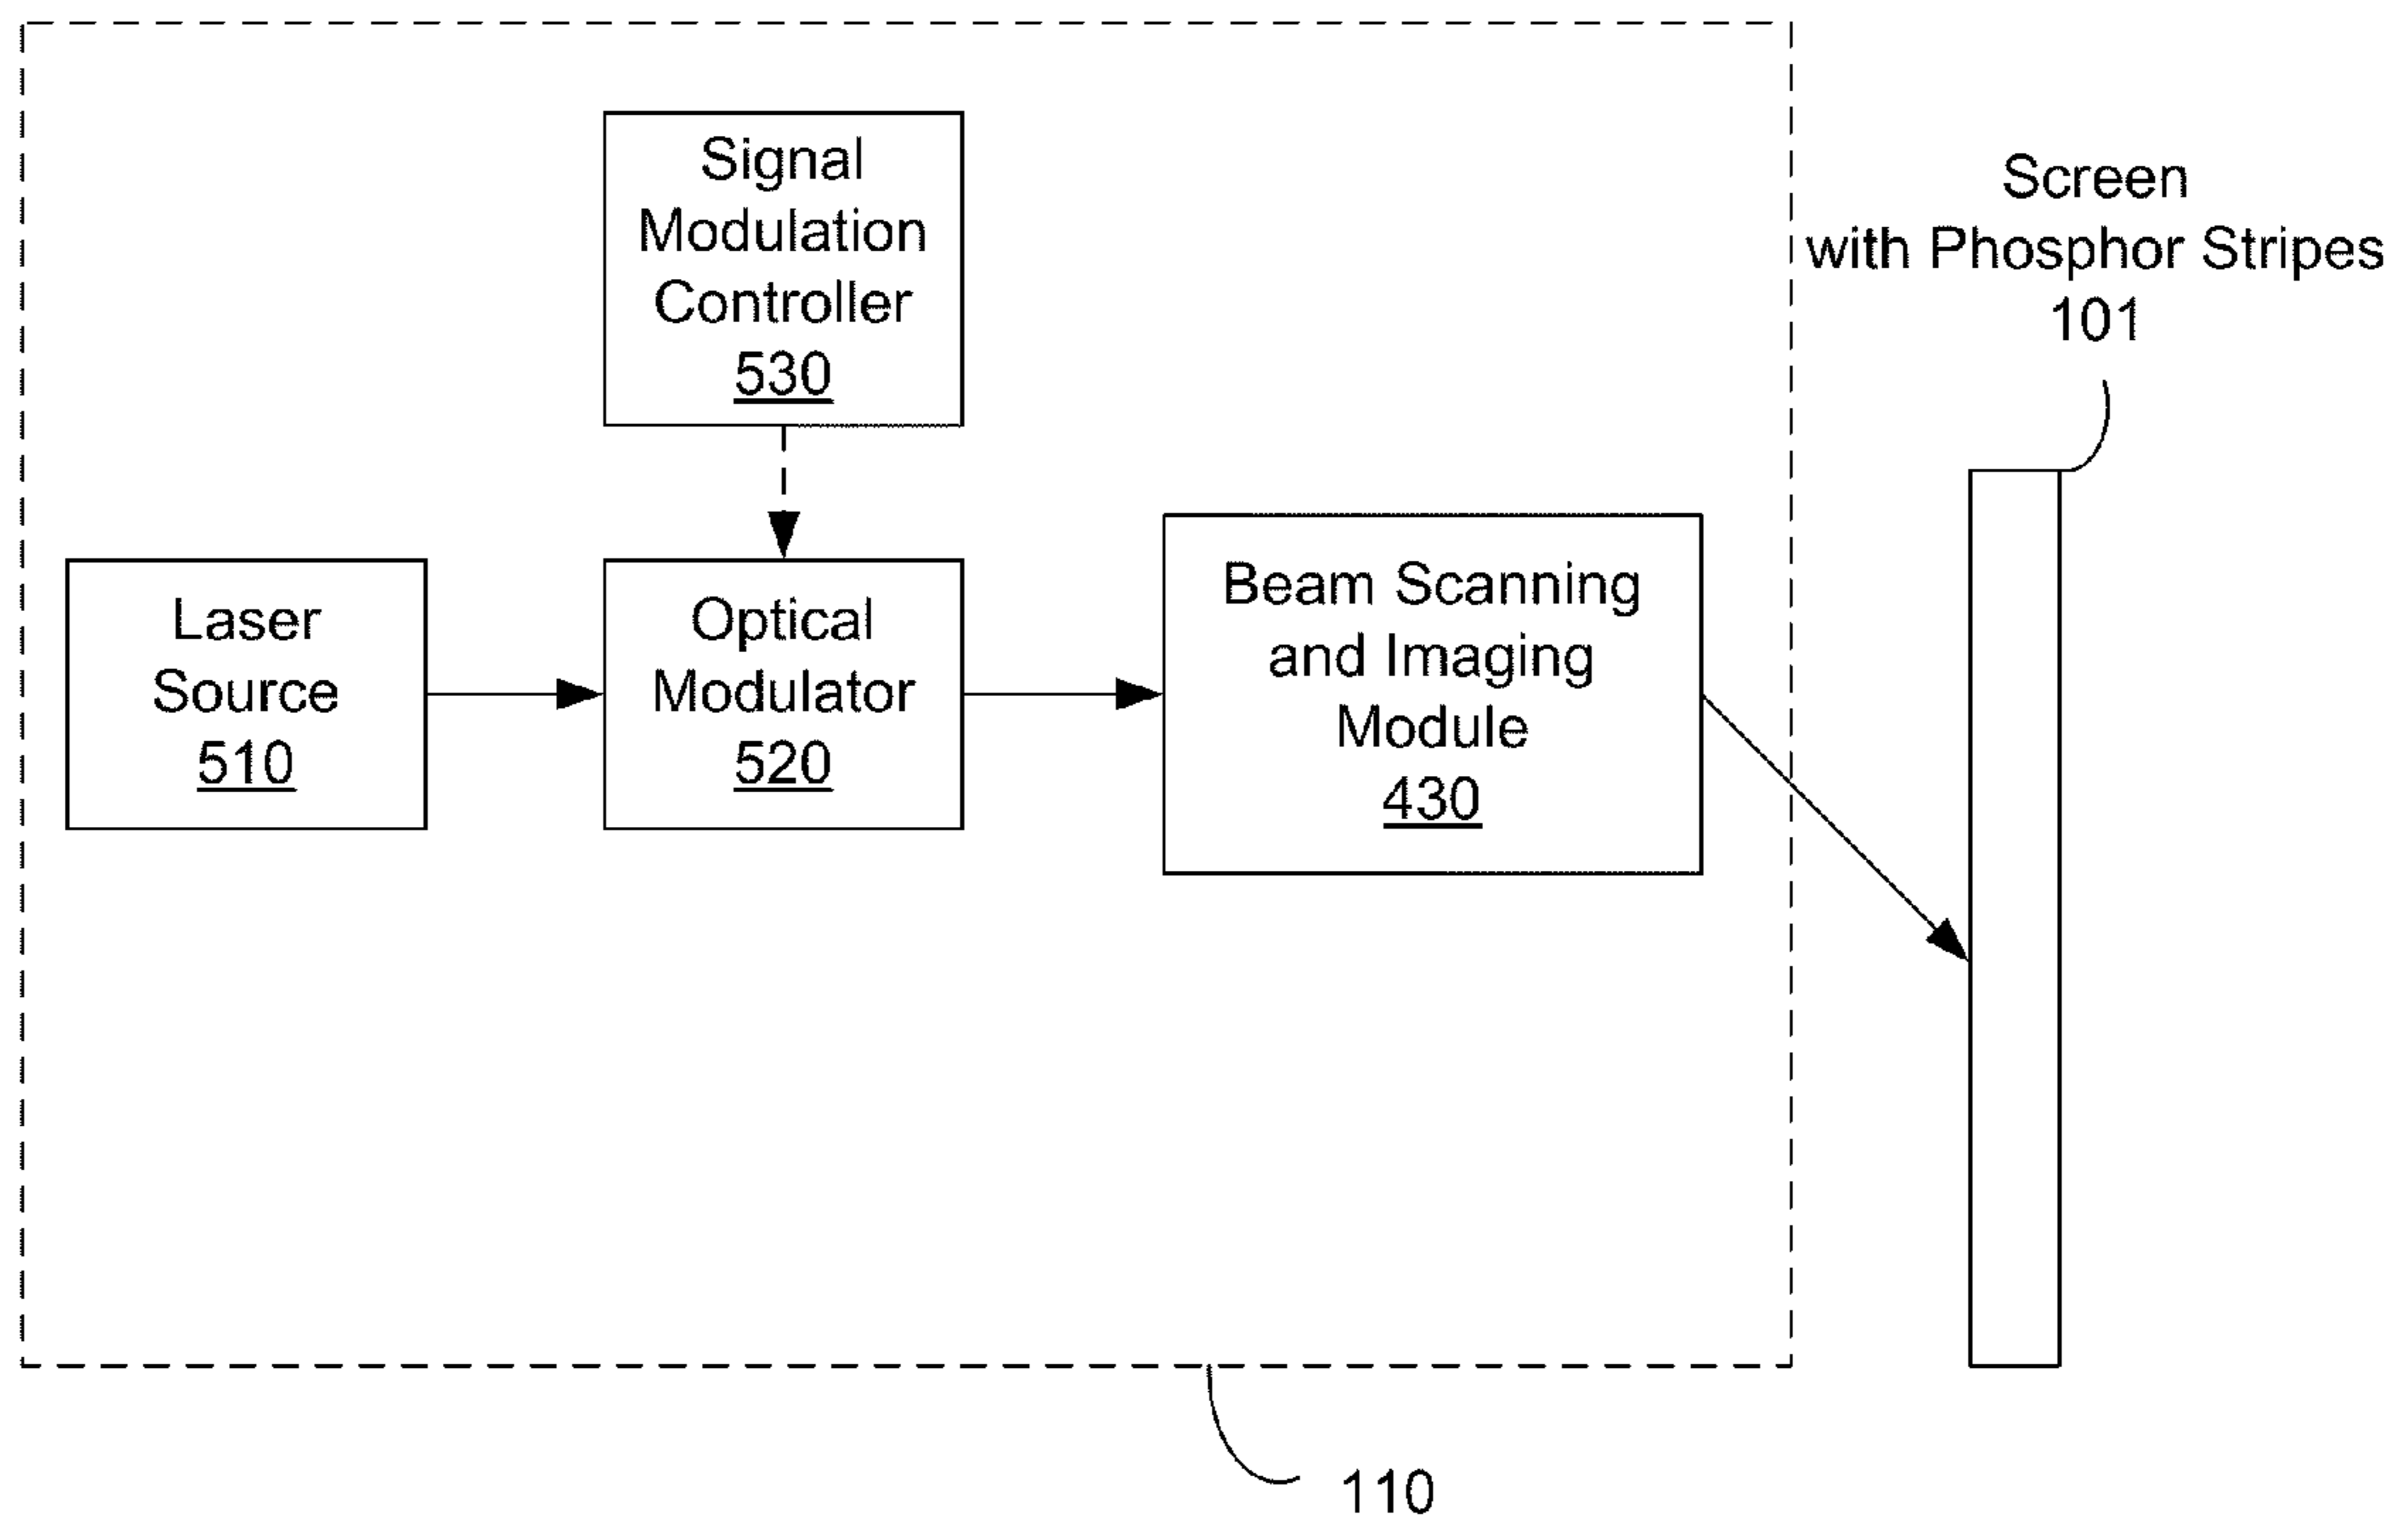 Signal
Modulation
Controller
530
Screen
with Phosphor Stripes
101
Laser
Source
510
Optical
Modulator
520
Beam Scanning
and Imaging
Module
430
110